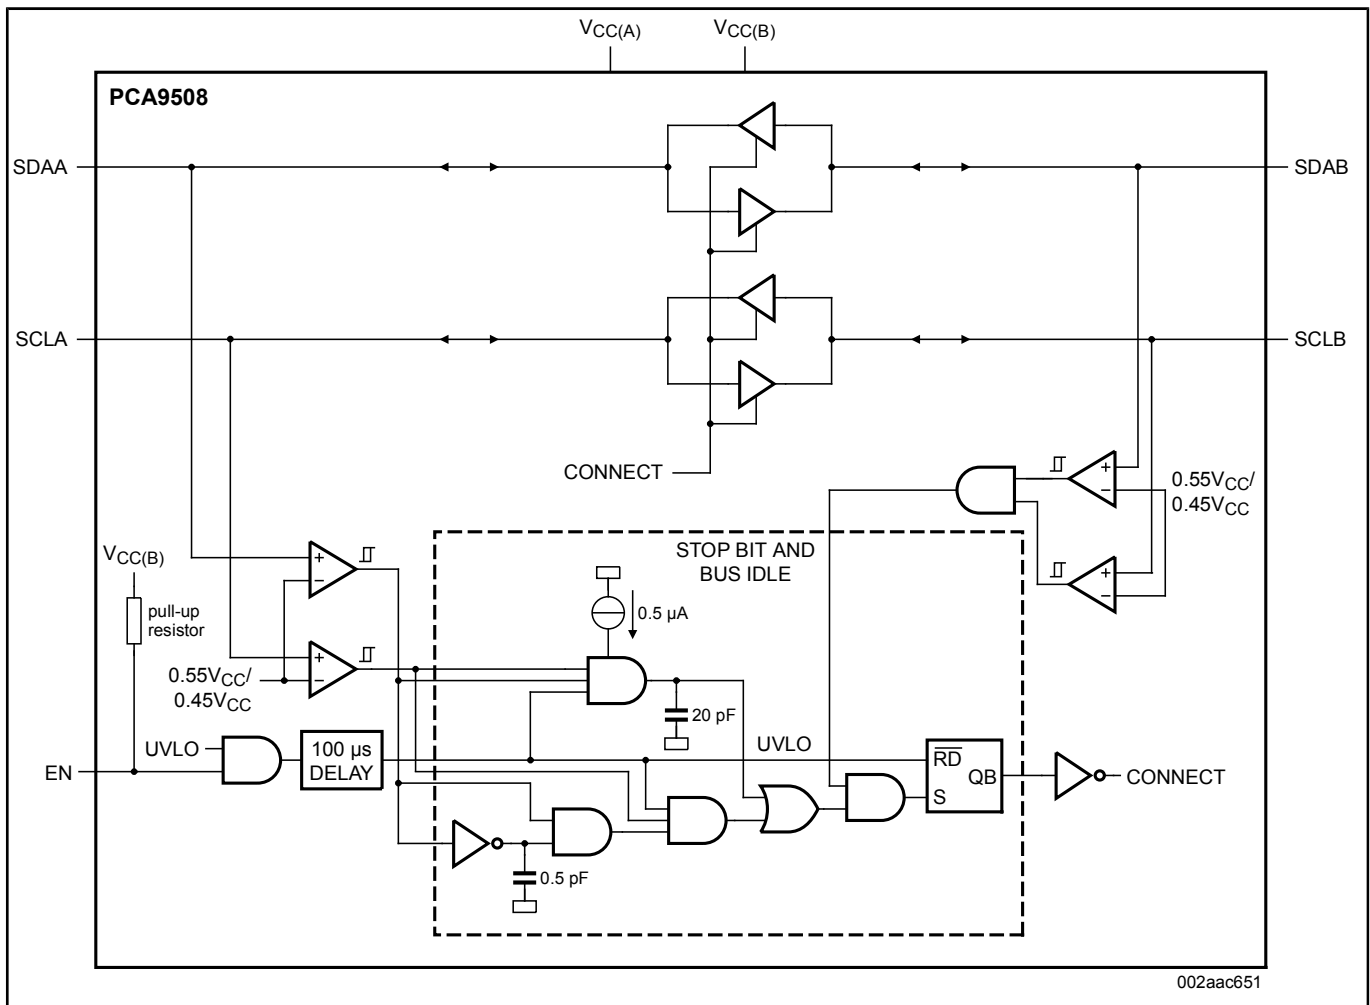 VCC(A)
VCC(B)
PCA9508
SDAA
SDAB
SCLA
SCLB
CONNECT
+
−
0.55VCC/
0.45VCC
+
−
STOP BIT AND
BUS IDLE
VCC(B)
pull-up
resistor
+
−
0.5 µA
+
−
0.55VCC/
0.45VCC
20 pF
UVLO
EN
100 µs
DELAY
UVLO
RD
QB
S
CONNECT
0.5 pF
002aac651